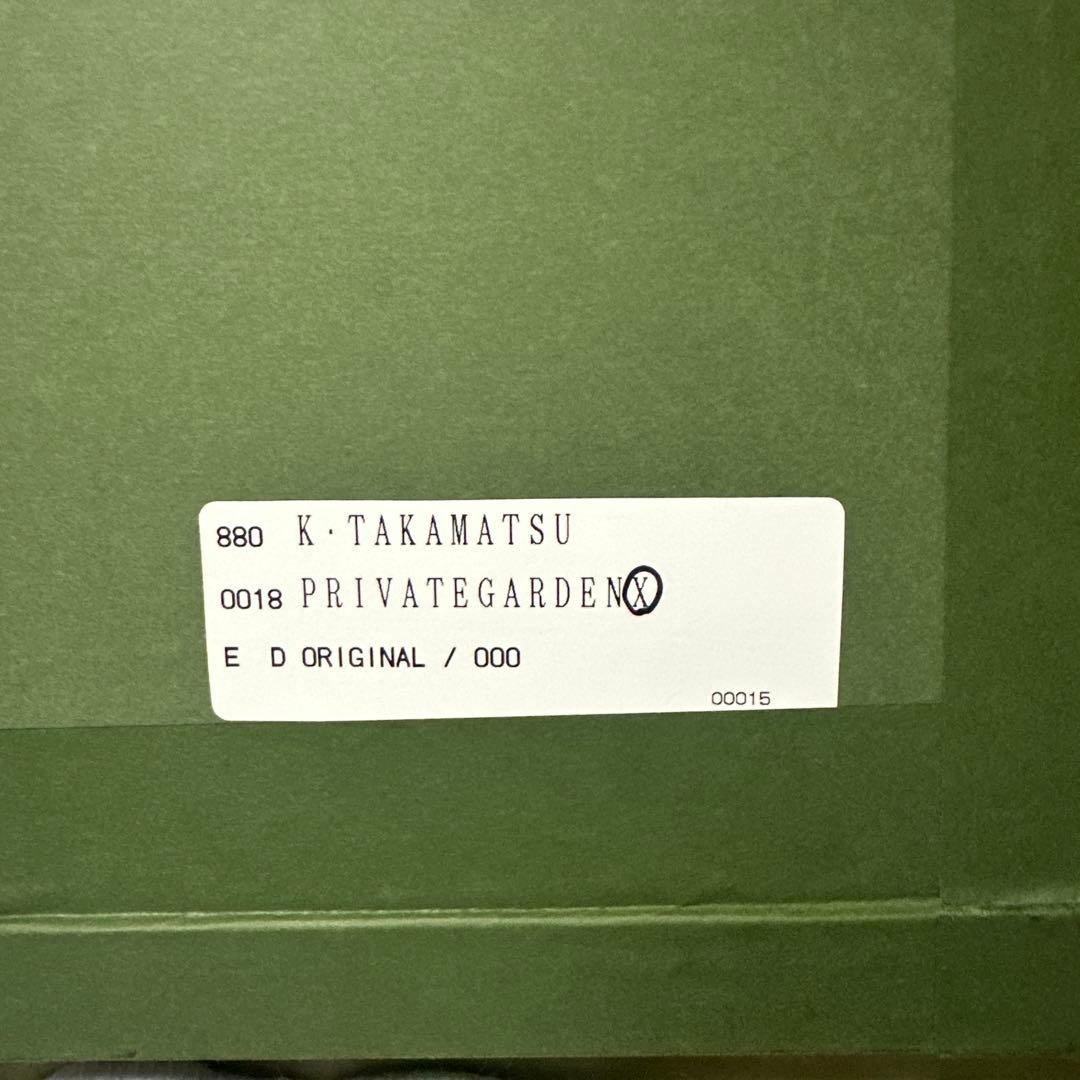 880 K・TAKAMATSU
0018 PRIVATEGARDENX
E D ORIGINAL / 000
00015